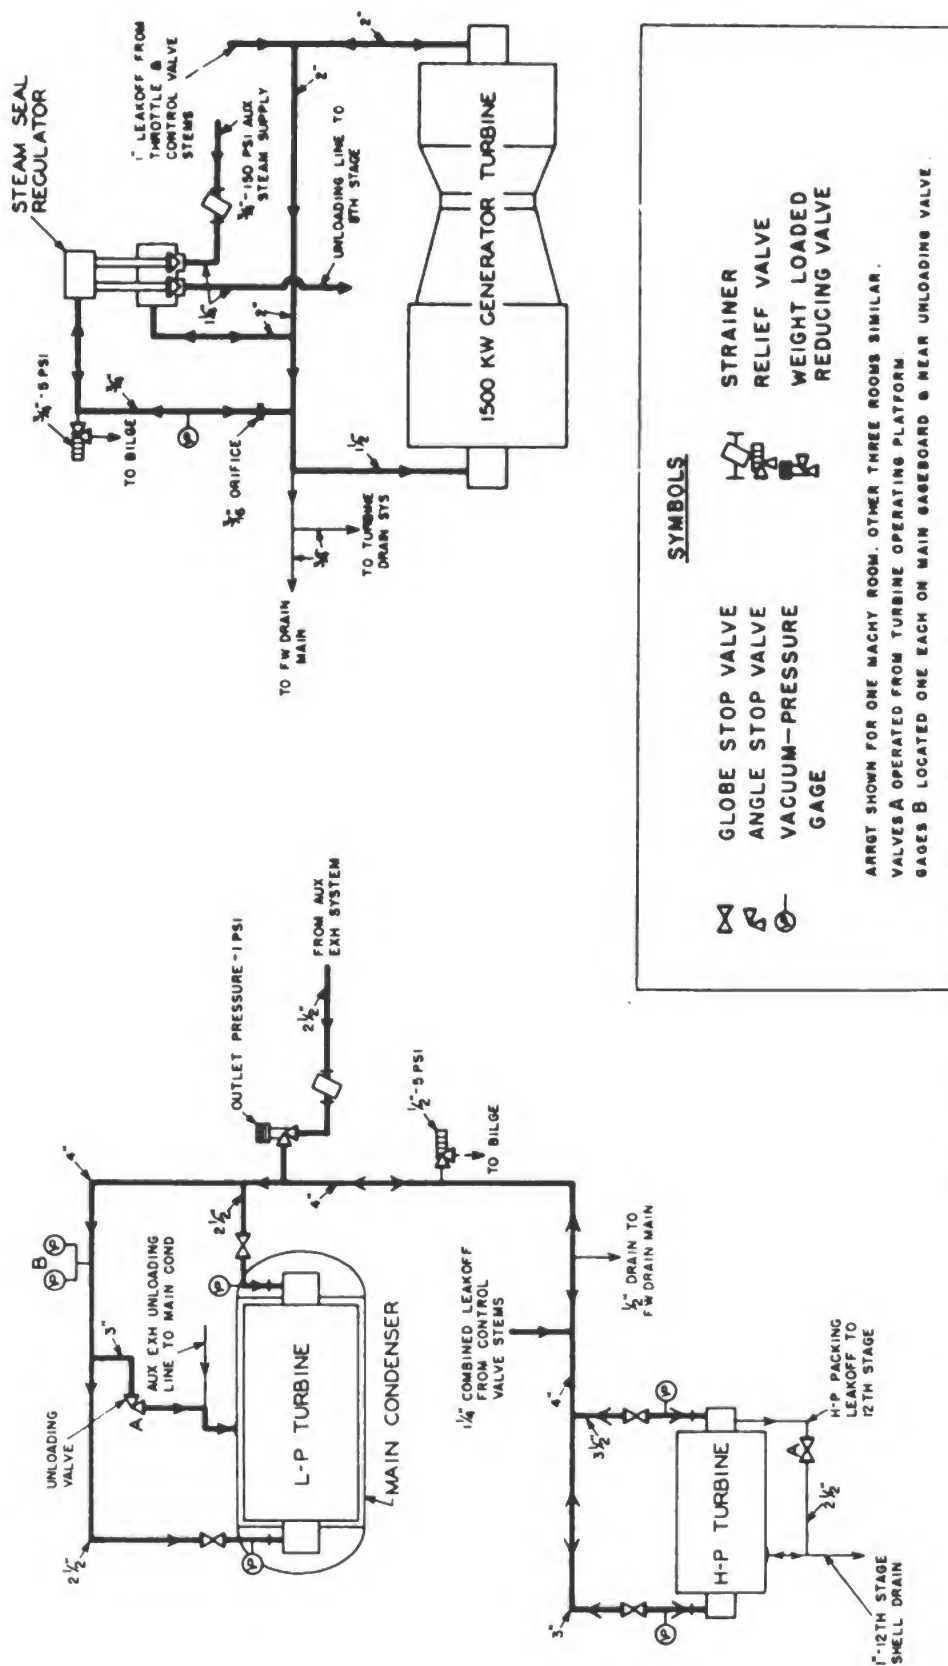 STEAM SEAL
REGULATOR
3/4"-5 PSI
TO BILGE
3/4"
3/16" ORIFICE
1" LEAKOFF FROM
THROTTLE &
CONTROL VALVE
STEMS
3/4"-150 PSI AUX
STEAM SUPPLY
UNLOADING LINE TO
8TH STAGE
2"
2"
2"
1 1/2"
TO FW DRAIN
MAIN
TO TURBINE
DRAIN SYS
1500 KW GENERATOR TURBINE
4"
B
3"
UNLOADING
VALVE
A
AUX EXH UNLOADING
LINE TO MAIN COND
2 1/2"
2 1/2"
L-P TURBINE
MAIN CONDENSER
OUTLET PRESSURE-1 PSI
2 1/2"
FROM AUX
EXH SYSTEM
4"
1/2"-5 PSI
TO BILGE
1/2" DRAIN TO
FW DRAIN MAIN
1 1/4" COMBINED LEAKOFF
FROM CONTROL
VALVE STEMS
4"
3 1/2"
3"
H-P TURBINE
A
H-P PACKING
LEAKOFF TO
12TH STAGE
2 1/2"
1"-12TH STAGE
SHELL DRAIN
SYMBOLS
GLOBE STOP VALVE
ANGLE STOP VALVE
VACUUM-PRESSURE
GAGE
STRAINER
RELIEF VALVE
WEIGHT LOADED
REDUCING VALVE
ARRGT SHOWN FOR ONE MACHY ROOM. OTHER THREE ROOMS SIMILAR.
VALVES A OPERATED FROM TURBINE OPERATING PLATFORM.
GAGES B LOCATED ONE EACH ON MAIN GAGEBOARD & NEAR UNLOADING VALVE.